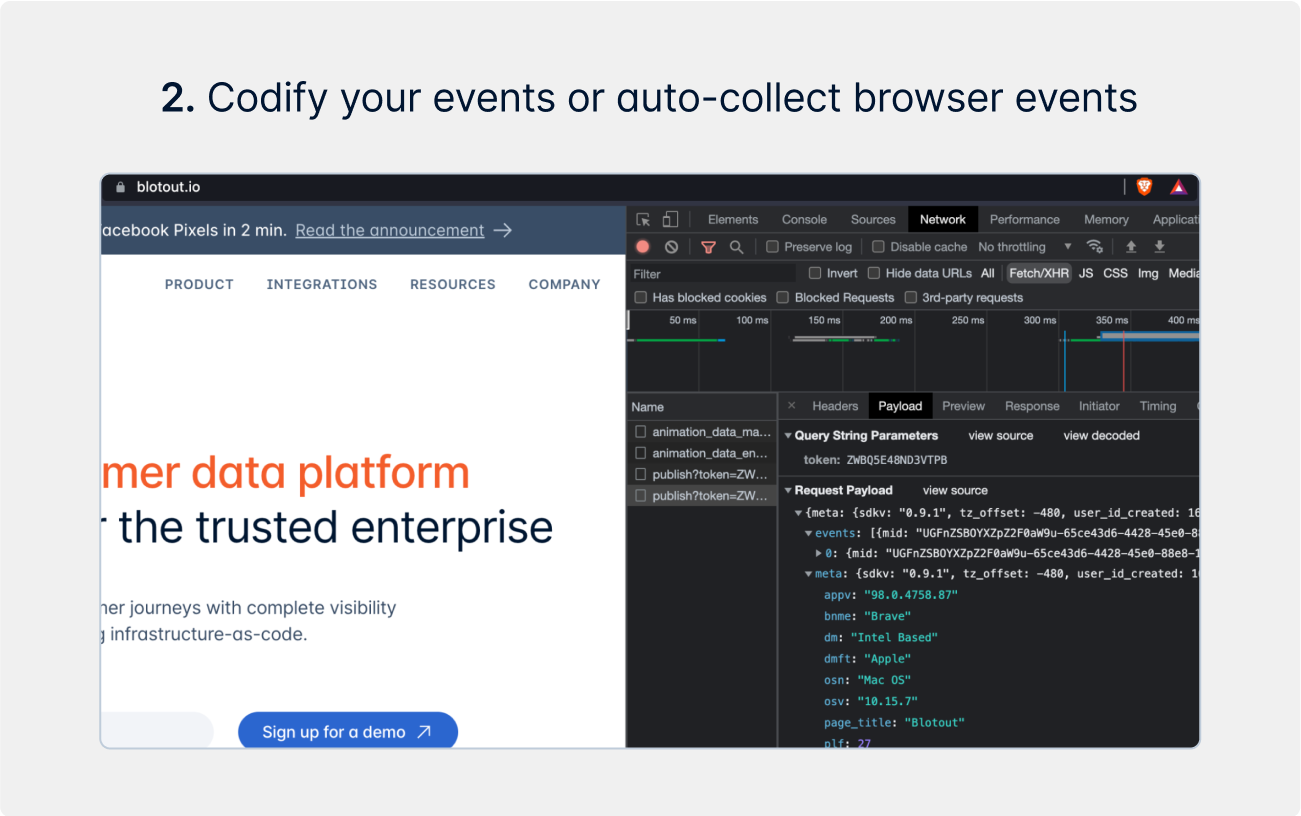 2. Codify your events or auto-collect browser events
blotout.io
acebook Pixels in 2 min. Read the announcement
PRODUCT INTEGRATIONS RESOURCES COMPANY
mer data platform
r the trusted enterprise
ner journeys with complete visibility
g infrastructure-as-code.
Sign up for a demo
Elements Console Sources Network Performance Memory Applicati
Preserve log Disable cache No throttling
Filter Invert Hide data URLs All Fetch/XHR JS CSS Img Media
Has blocked cookies Blocked Requests 3rd-party requests
50 ms 100 ms 150 ms 200 ms 250 ms 300 ms 350 ms 400 ms
Name
animation_data_ma...
animation_data_en...
publish?token=ZW...
publish?token=ZW...
× Headers Payload Preview Response Initiator Timing
Query String Parameters view source view decoded
token: ZWBQ5E48ND3VTPB
Request Payload view source
{meta: {sdkv: "0.9.1", tz_offset: -480, user_id_created: 16
events: [{mid: "UGFnZSBOYXZpZ2F0aW9u-65ce43d6-4428-45e0-88
0: {mid: "UGFnZSBOYXZpZ2F0aW9u-65ce43d6-4428-45e0-88e8-1
meta: {sdkv: "0.9.1", tz_offset: -480, user_id_created: 16
appv: "98.0.4758.87"
bnme: "Brave"
dm: "Intel Based"
dmft: "Apple"
osn: "Mac OS"
osv: "10.15.7"
page_title: "Blotout"
plf: 27